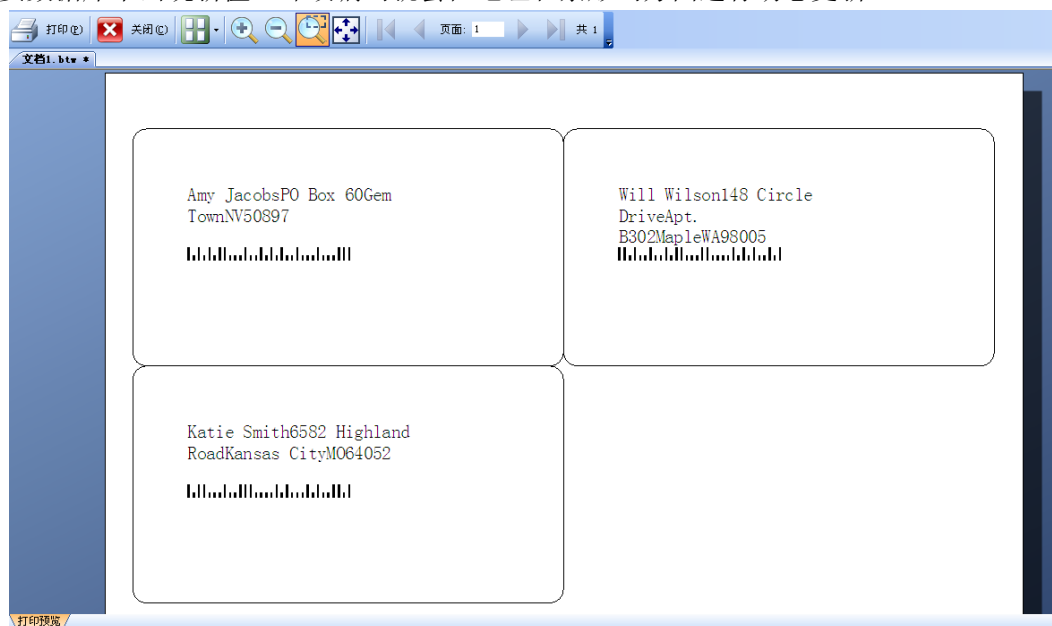 打印(P) 关闭(C) 页面: 1 共 1
文档1.btw *
Amy JacobsPO Box 60Gem
TownNV50897
Will Wilson148 Circle
DriveApt.
B302MapleWA98005
Katie Smith6582 Highland
RoadKansas CityMO64052
打印预览